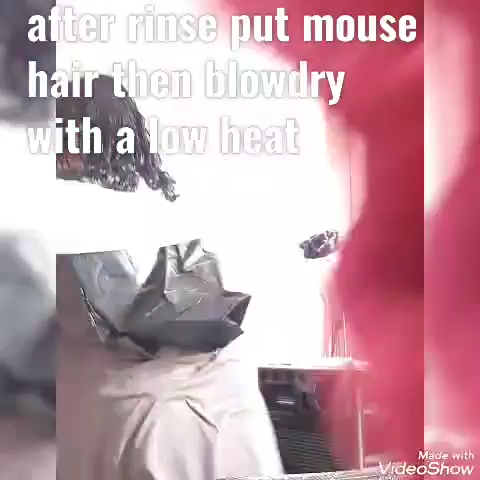 after rinse put mouse
hair then blowdry
with a low heat
Made with
VideoShow